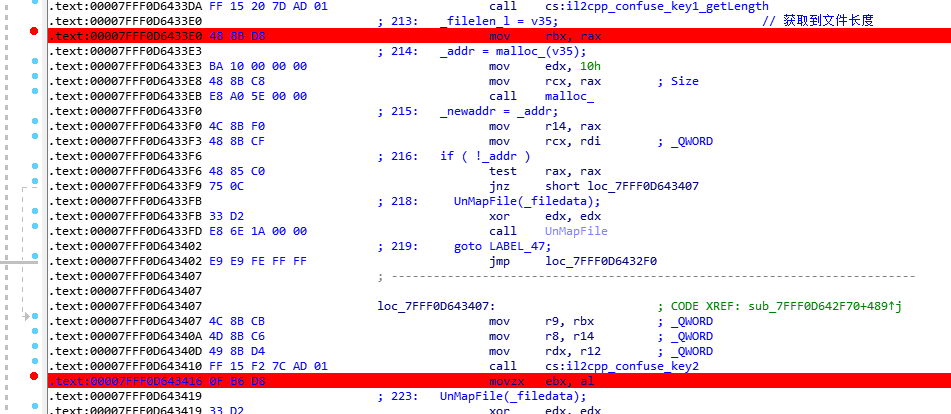 .text:00007FFF0D6433DA FF 15 20 7D AD 01 call cs:il2cpp_confuse_key1_getLength
.text:00007FFF0D6433E0 ; 213: _filelen_l = v35; // 获取到文件长度
.text:00007FFF0D6433E0 48 8B D8 mov rbx, rax
.text:00007FFF0D6433E3 ; 214: _addr = malloc_(v35);
.text:00007FFF0D6433E3 BA 10 00 00 00 mov edx, 10h
.text:00007FFF0D6433E8 48 8B C8 mov rcx, rax ; Size
.text:00007FFF0D6433EB E8 A0 5E 00 00 call malloc_
.text:00007FFF0D6433F0 ; 215: _newaddr = _addr;
.text:00007FFF0D6433F0 4C 8B F0 mov r14, rax
.text:00007FFF0D6433F3 48 8B CF mov rcx, rdi ; _QWORD
.text:00007FFF0D6433F6 ; 216: if ( !_addr )
.text:00007FFF0D6433F6 48 85 C0 test rax, rax
.text:00007FFF0D6433F9 75 0C jnz short loc_7FFF0D643407
.text:00007FFF0D6433FB ; 218: UnMapFile(_filedata);
.text:00007FFF0D6433FB 33 D2 xor edx, edx
.text:00007FFF0D6433FD E8 6E 1A 00 00 call UnMapFile
.text:00007FFF0D643402 ; 219: goto LABEL_47;
.text:00007FFF0D643402 E9 E9 FE FF FF jmp loc_7FFF0D6432F0
.text:00007FFF0D643407 ; ---------------------------------------------------------------------------
.text:00007FFF0D643407
.text:00007FFF0D643407 loc_7FFF0D643407: ; CODE XREF: sub_7FFF0D642F70+489↑j
.text:00007FFF0D643407 4C 8B CB mov r9, rbx ; _QWORD
.text:00007FFF0D64340A 4D 8B C6 mov r8, r14 ; _QWORD
.text:00007FFF0D64340D 49 8B D4 mov rdx, r12 ; _QWORD
.text:00007FFF0D643410 FF 15 F2 7C AD 01 call cs:il2cpp_confuse_key2
.text:00007FFF0D643416 0F B6 D8 movzx ebx, al
.text:00007FFF0D643419 ; 223: UnMapFile(_filedata);
.text:00007FFF0D643419 33 D2 xor edx, edx